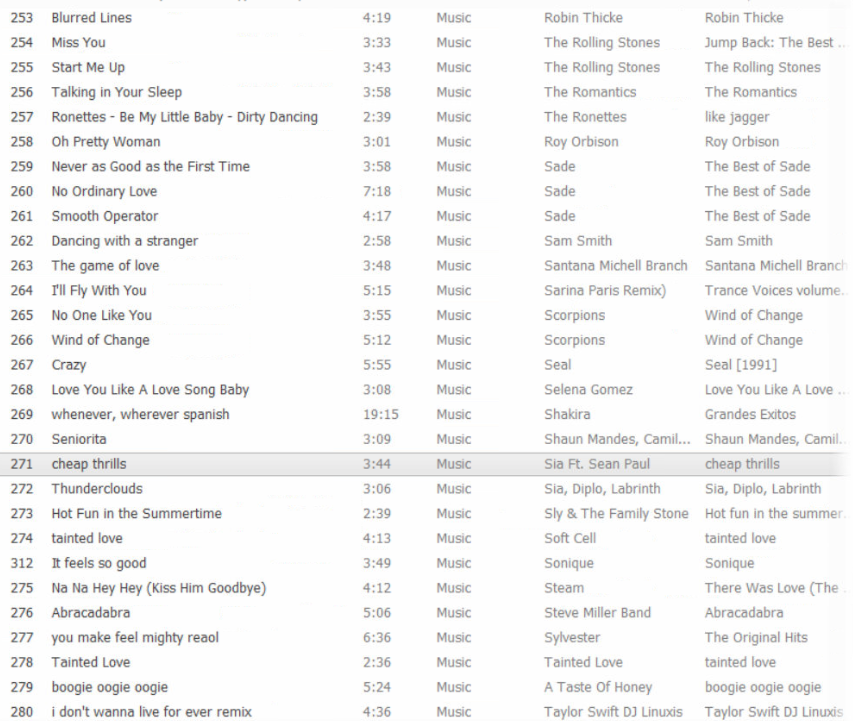 253 Blurred Lines 4:19 Music Robin Thicke Robin Thicke
254 Miss You 3:33 Music The Rolling Stones Jump Back: The Best ...
255 Start Me Up 3:43 Music The Rolling Stones The Rolling Stones
256 Talking in Your Sleep 3:58 Music The Romantics The Romantics
257 Ronettes - Be My Little Baby - Dirty Dancing 2:39 Music The Ronettes like jagger
258 Oh Pretty Woman 3:01 Music Roy Orbison Roy Orbison
259 Never as Good as the First Time 3:58 Music Sade The Best of Sade
260 No Ordinary Love 7:18 Music Sade The Best of Sade
261 Smooth Operator 4:17 Music Sade The Best of Sade
262 Dancing with a stranger 2:58 Music Sam Smith Sam Smith
263 The game of love 3:48 Music Santana Michell Branch Santana Michell Branch
264 I'll Fly With You 5:15 Music Sarina Paris Remix) Trance Voices volume...
265 No One Like You 3:55 Music Scorpions Wind of Change
266 Wind of Change 5:12 Music Scorpions Wind of Change
267 Crazy 5:55 Music Seal Seal [1991]
268 Love You Like A Love Song Baby 3:08 Music Selena Gomez Love You Like A Love ...
269 whenever, wherever spanish 19:15 Music Shakira Grandes Exitos
270 Seniorita 3:09 Music Shaun Mandes, Camil... Shaun Mandes, Camil...
271 cheap thrills 3:44 Music Sia Ft. Sean Paul cheap thrills
272 Thunderclouds 3:06 Music Sia, Diplo, Labrinth Sia, Diplo, Labrinth
273 Hot Fun in the Summertime 2:39 Music Sly & The Family Stone Hot fun in the summer
274 tainted love 4:13 Music Soft Cell tainted love
312 It feels so good 3:49 Music Sonique Sonique
275 Na Na Hey Hey (Kiss Him Goodbye) 4:12 Music Steam There Was Love (The
276 Abracadabra 5:06 Music Steve Miller Band Abracadabra
277 you make feel mighty reaol 6:36 Music Sylvester The Original Hits
278 Tainted Love 2:36 Music Tainted Love tainted love
279 boogie oogie oogie 5:24 Music A Taste Of Honey boogie oogie oogie
280 i don't wanna live for ever remix 4:36 Music Taylor Swift DJ Linuxis Taylor Swift DJ Linuxis